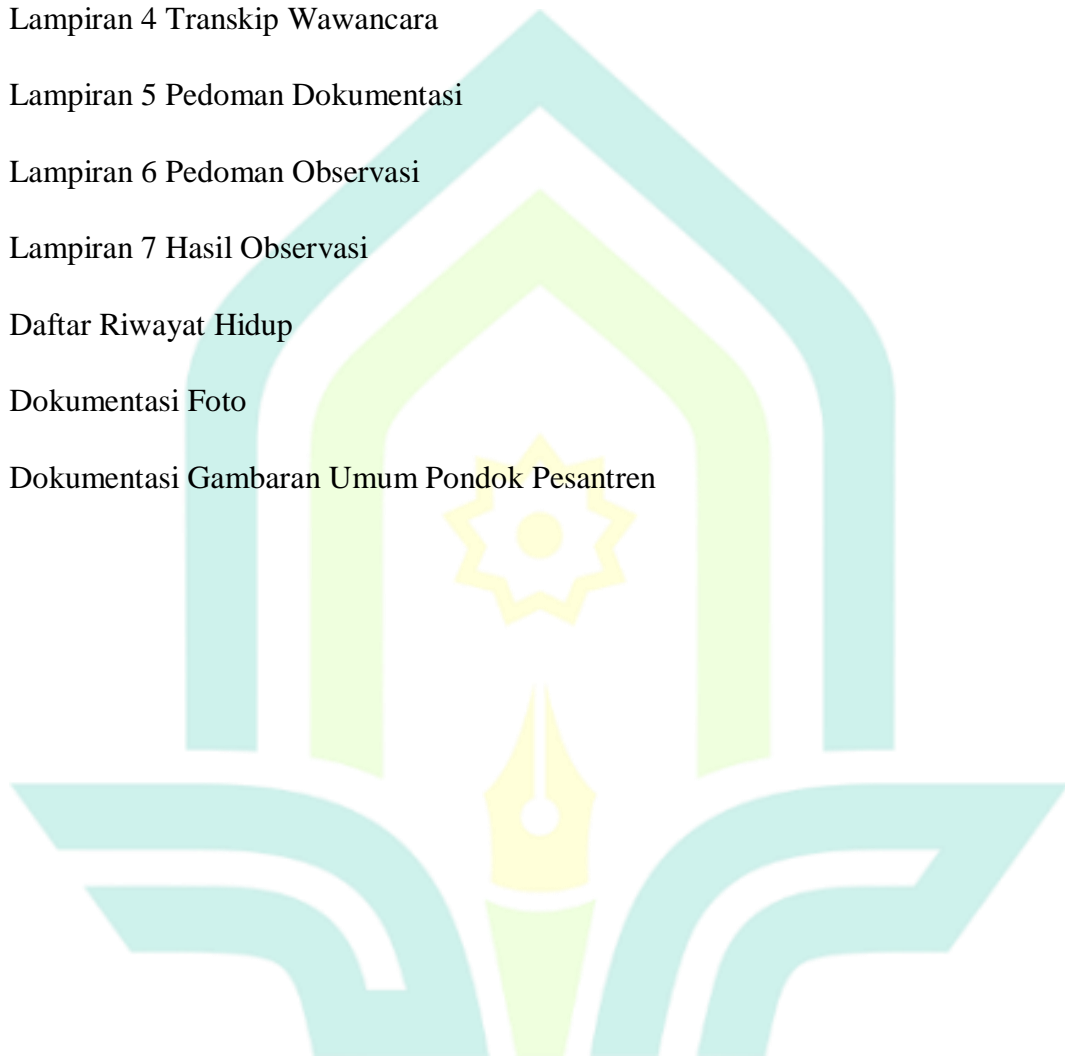 Lampiran 4 Transkip Wawancara
Lampiran 5 Pedoman Dokumentasi
Lampiran 6 Pedoman Observasi
Lampiran 7 Hasil Observasi
Daftar Riwayat Hidup
Dokumentasi Foto
Dokumentasi Gambaran Umum Pondok Pesantren